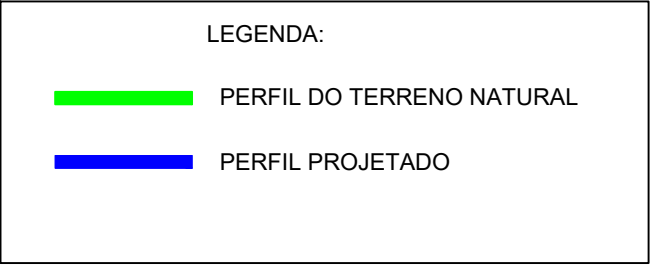 LEGENDA:
PERFIL DO TERRENO NATURAL
PERFIL PROJETADO